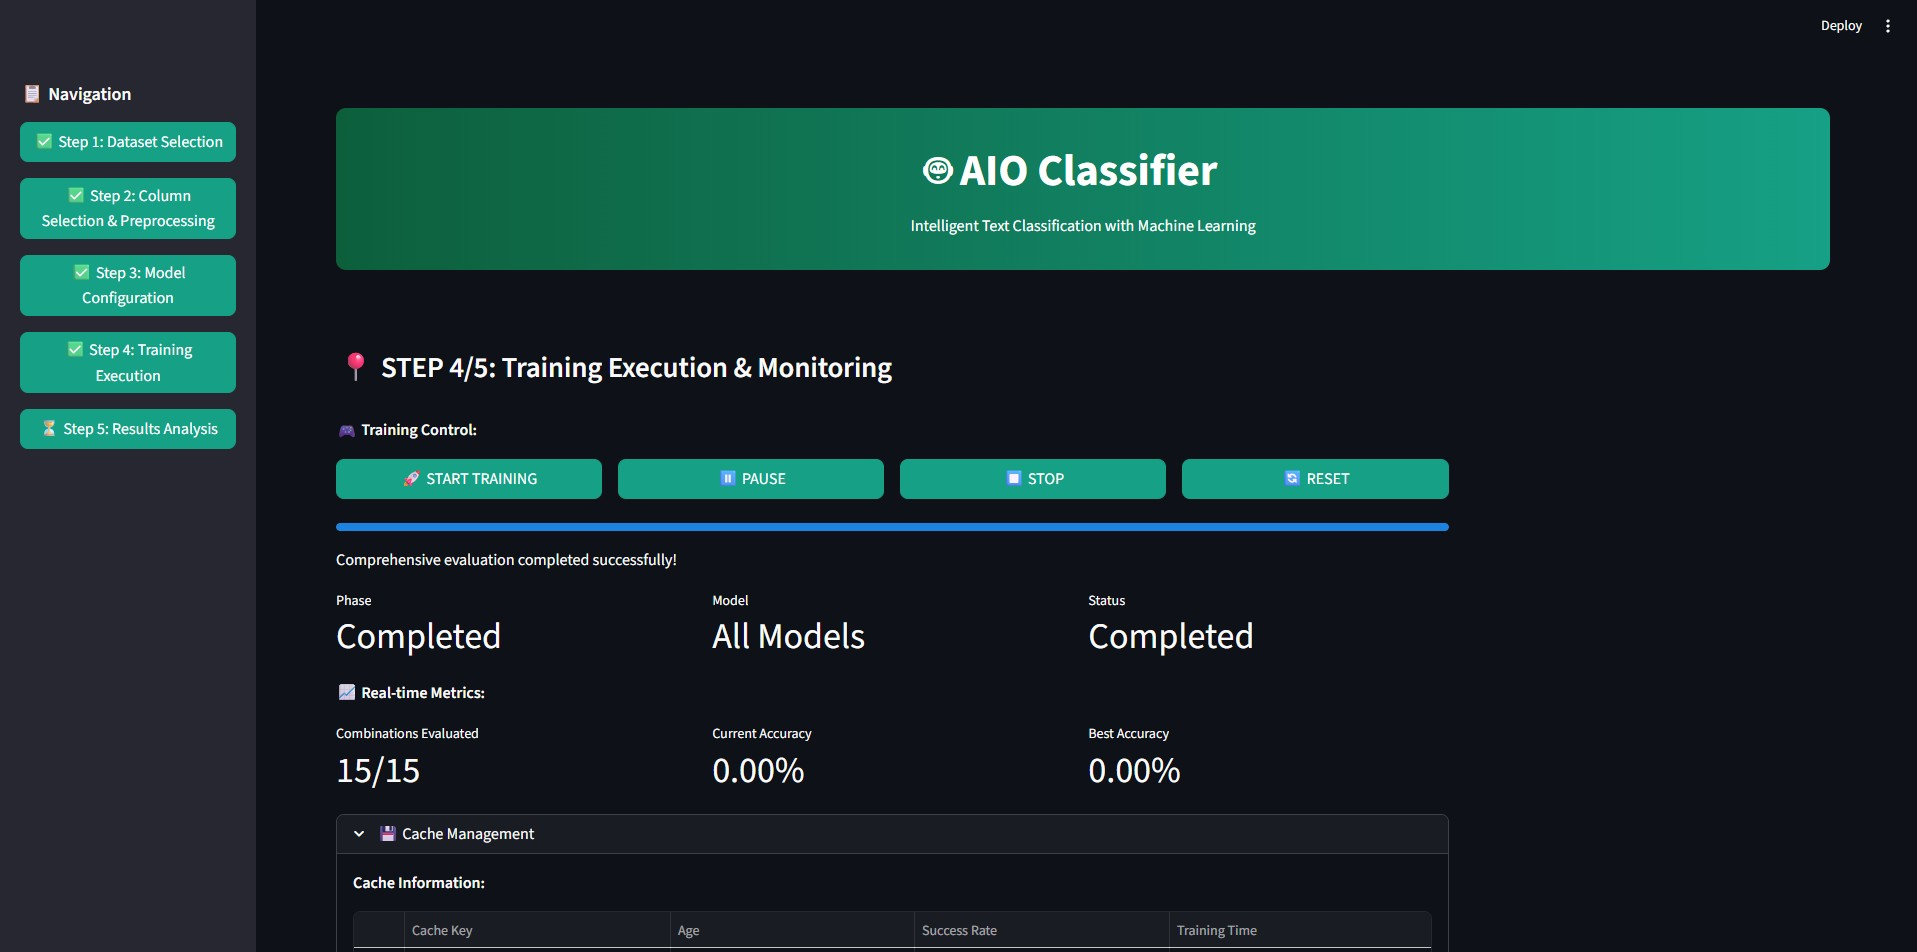 Deploy
Navigation
Step 1: Dataset Selection
Step 2: Column
Selection & Preprocessing
Step 3: Model
Configuration
Step 4: Training
Execution
Step 5: Results Analysis
AIO Classifier
Intelligent Text Classification with Machine Learning
STEP 4/5: Training Execution & Monitoring
Training Control:
START TRAINING
PAUSE
STOP
RESET
Comprehensive evaluation completed successfully!
Phase
Completed
Model
All Models
Status
Completed
Real-time Metrics:
Combinations Evaluated
15/15
Current Accuracy
0.00%
Best Accuracy
0.00%
Cache Management
Cache Information:
Cache Key
Age
Success Rate
Training Time